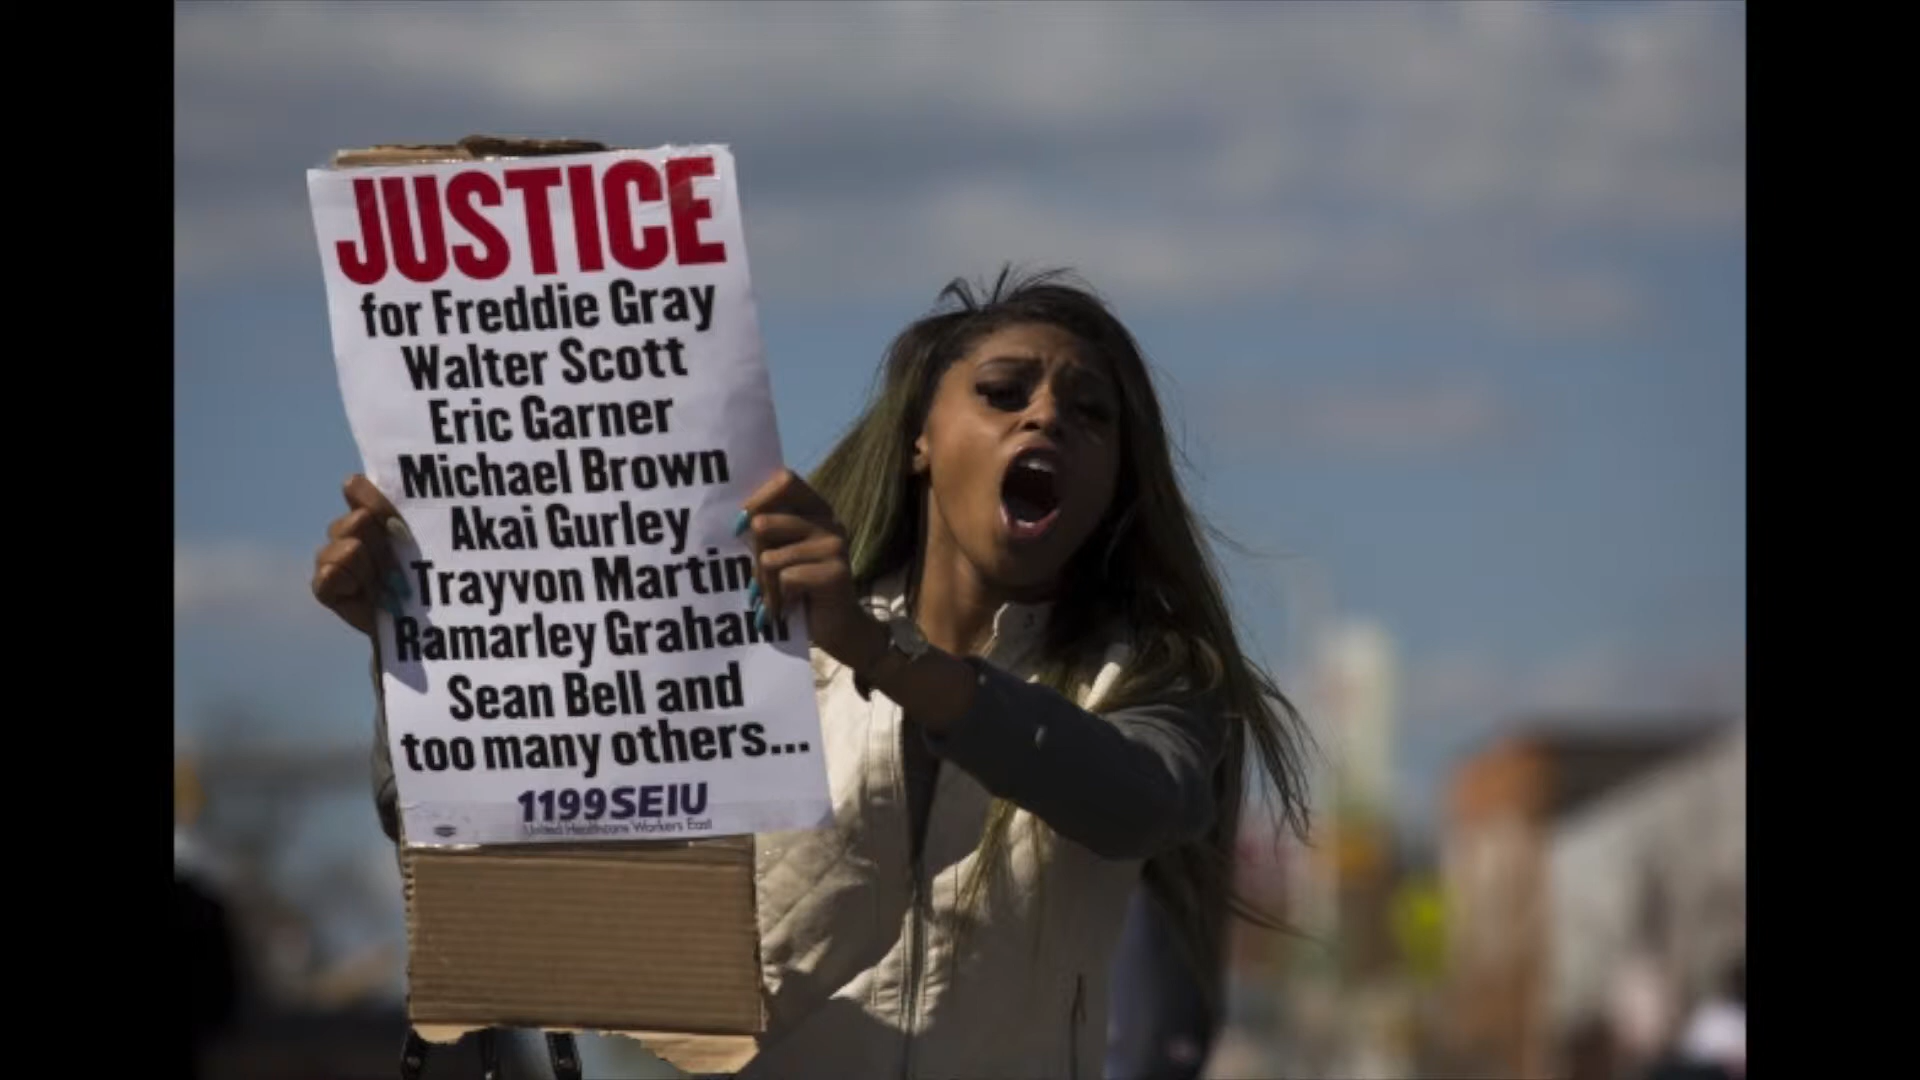 JUSTICE
for Freddie Gray
Walter Scott
Eric Garner
Michael Brown
Akai Gurley
Trayvon Martin
Ramarley Graham
Sean Bell and
too many others...
1199SEIU
United Healthcare Workers East